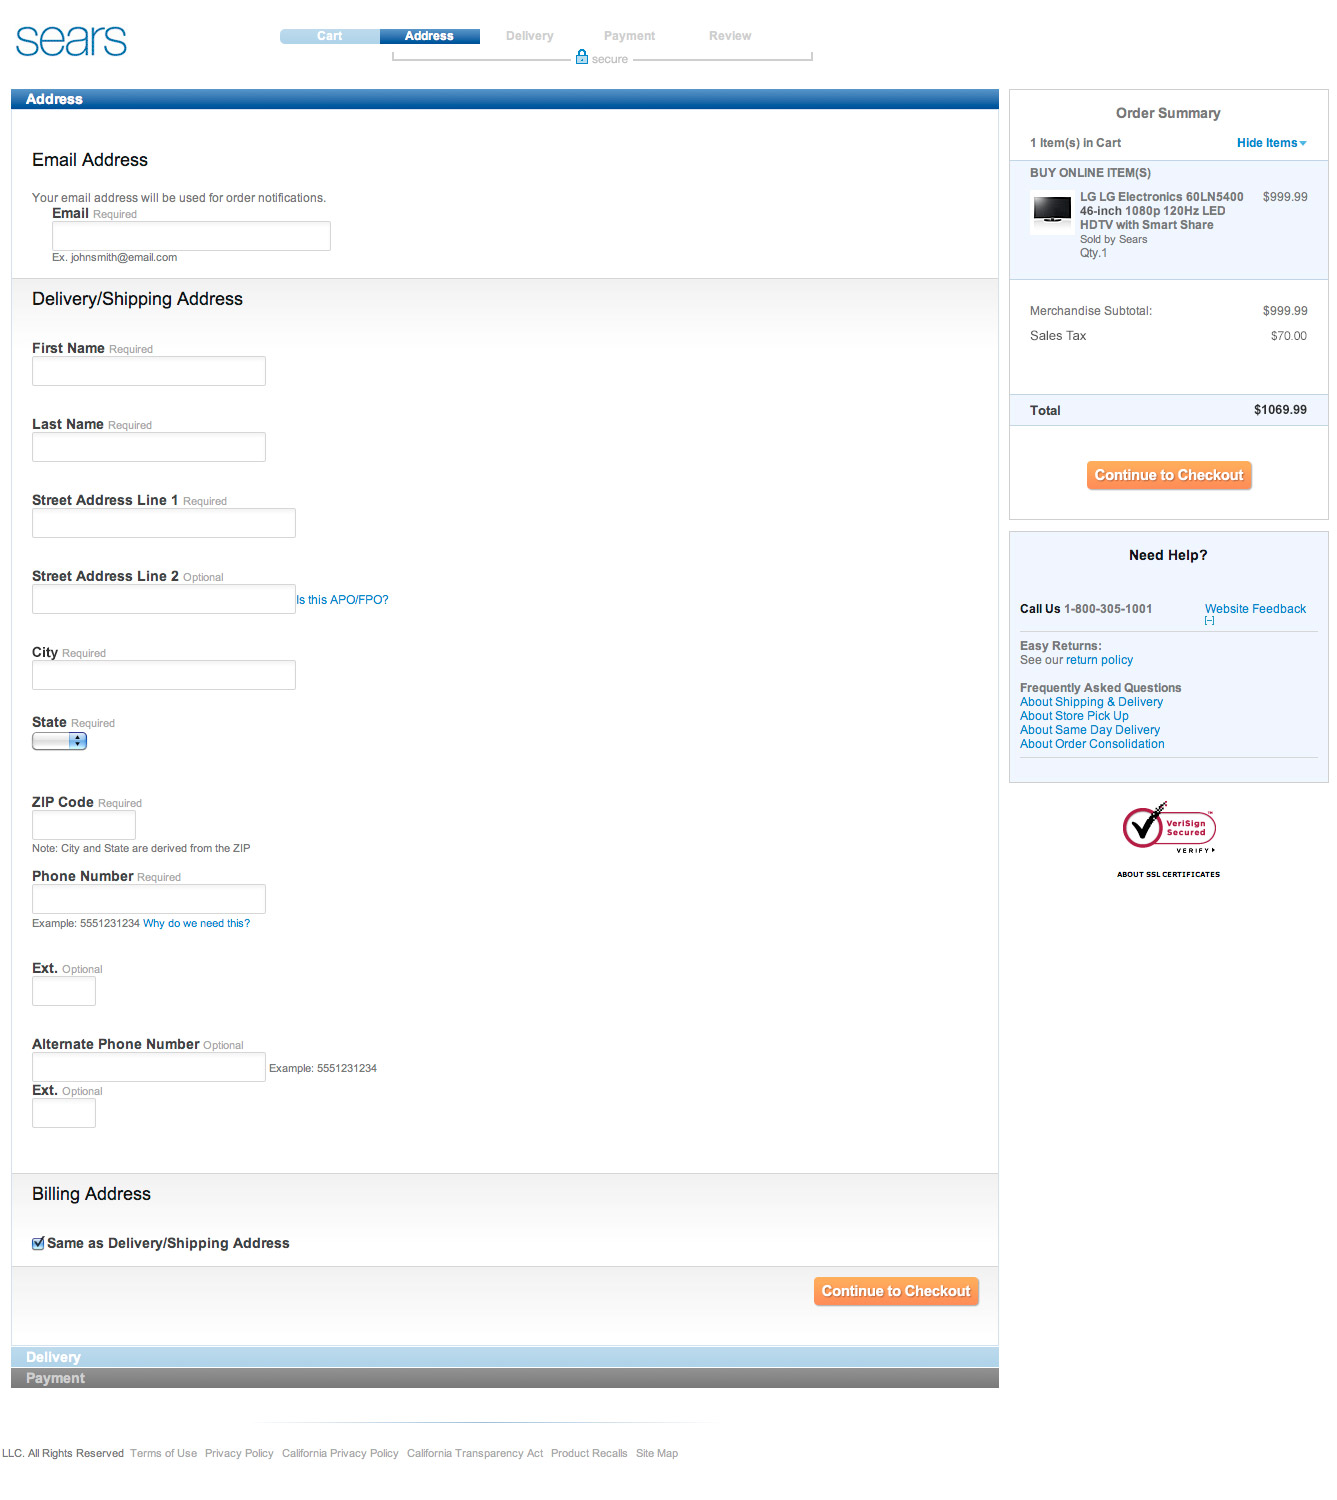 sears
Cart Address Delivery Payment Review
secure
Address
Email Address
Your email address will be used for order notifications.
Email Required
Ex. johnsmith@email.com
Delivery/Shipping Address
First Name Required
Last Name Required
Street Address Line 1 Required
Street Address Line 2 Optional
Is this APO/FPO?
City Required
State Required
ZIP Code Required
Note: City and State are derived from the ZIP
Phone Number Required
Example: 5551231234 Why do we need this?
Ext. Optional
Alternate Phone Number Optional
Example: 5551231234
Ext. Optional
Billing Address
Same as Delivery/Shipping Address
Continue to Checkout
Delivery
Payment
Order Summary
1 Item(s) in Cart Hide Items
BUY ONLINE ITEM(S)
LG LG Electronics 60LN5400 $999.99
46-inch 1080p 120Hz LED
HDTV with Smart Share
Sold by Sears
Qty.1
Merchandise Subtotal: $999.99
Sales Tax $70.00
Total $1069.99
Continue to Checkout
Need Help?
Call Us 1-800-305-1001 Website Feedback
[–]
Easy Returns:
See our return policy
Frequently Asked Questions
About Shipping & Delivery
About Store Pick Up
About Same Day Delivery
About Order Consolidation
VeriSign
Secured
VERIFY
ABOUT SSL CERTIFICATES
LLC. All Rights Reserved Terms of Use Privacy Policy California Privacy Policy California Transparency Act Product Recalls Site Map